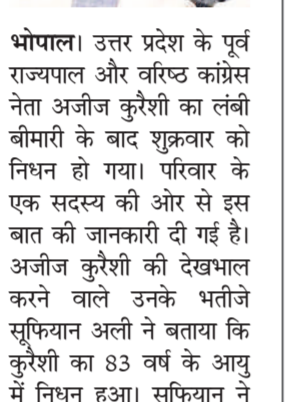 भोपाल। उत्तर प्रदेश के पूर्व
राज्यपाल और वरिष्ठ कांग्रेस
नेता अजीज कुरैशी का लंबी
बीमारी के बाद शुक्रवार को
निधन हो गया। परिवार के
एक सदस्य की ओर से इस
बात की जानकारी दी गई है।
अजीज कुरैशी की देखभाल
करने वाले उनके भतीजे
सूफियान अली ने बताया कि
कुरैशी का 83 वर्ष के आयु
में निधन हुआ। सूफियान ने